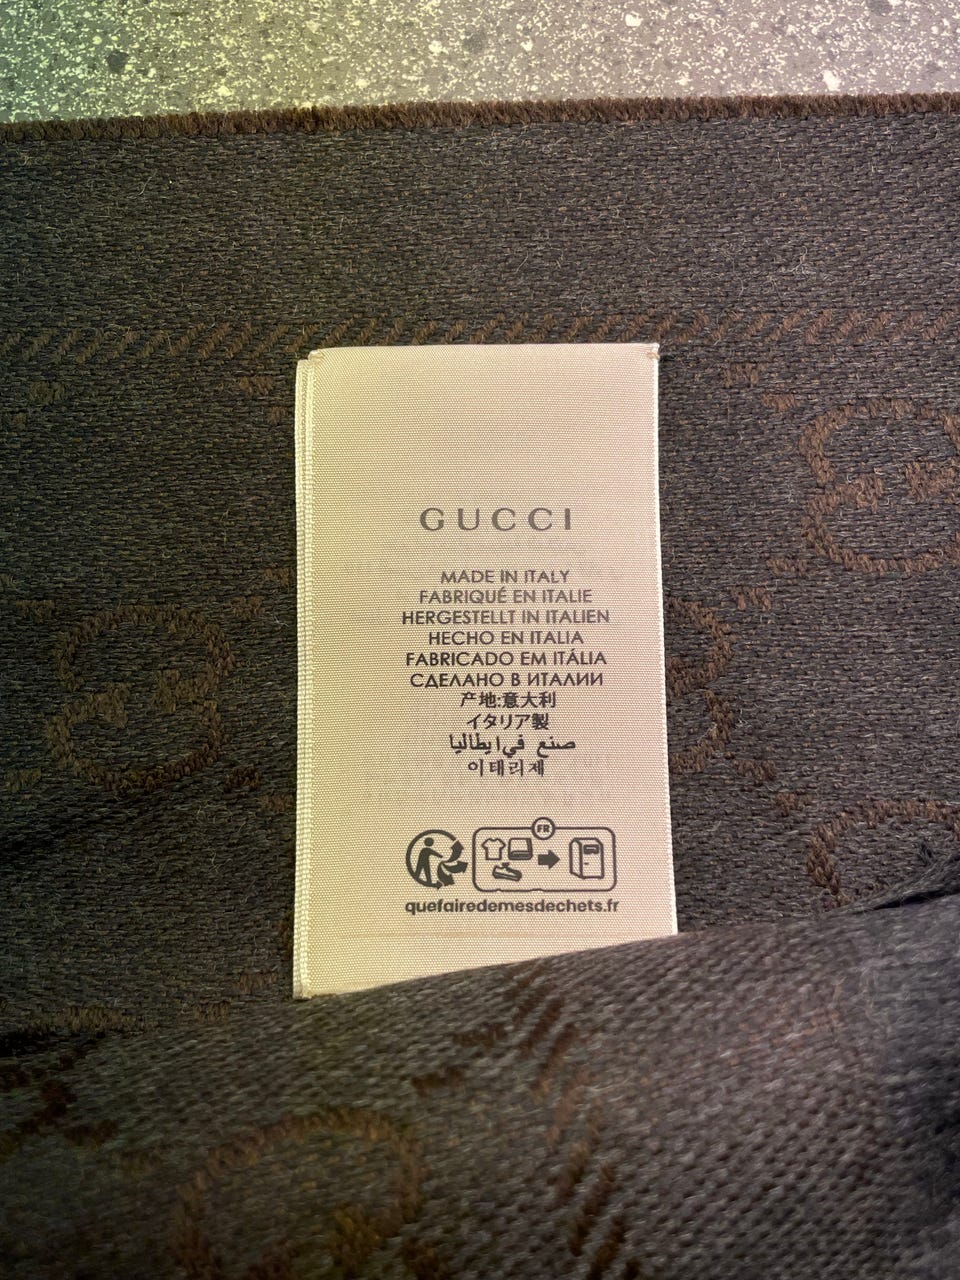 GUCCI
MADE IN ITALY
FABRIQUÉ EN ITALIE
HERGESTELLT IN ITALIEN
HECHO EN ITALIA
FABRICADO EM ITÁLIA
СДЕЛАНО В ИТАЛИИ
产地:意大利
イタリア製
صنع في ايطاليا
이태리제
FR
quefairedemesdechets.fr